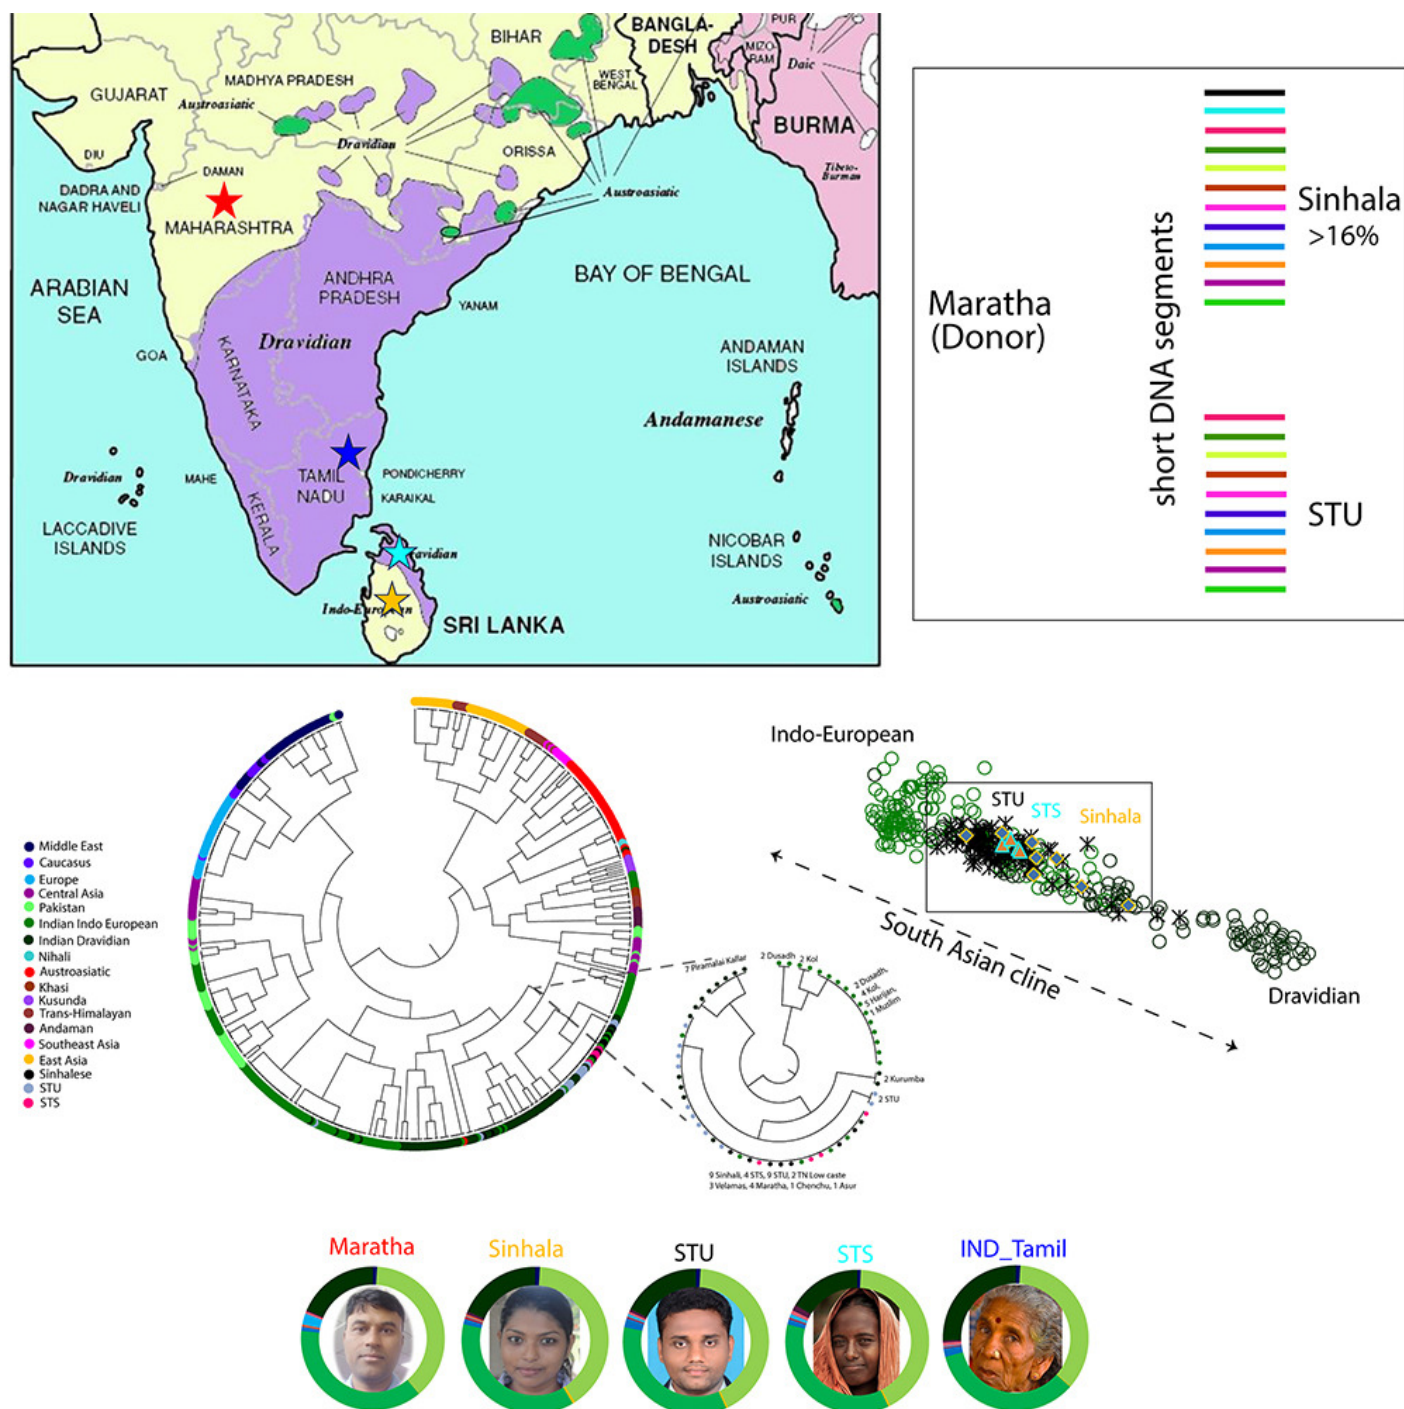 BIHAR
BANGLA-
DESH
PUR
MIZO-
RAM
Daic
MADHYA PRADESH
GUJARAT
Austroasiatic
WEST
BENGAL
BURMA
DIU
Dravidian
ORISSA
DAMAN
Tibeto-
Burman
DADRA AND
NAGAR HAVELI
Austroasiatic
MAHARASHTRA
ARABIAN
SEA
ANDHRA
PRADESH
BAY OF BENGAL
YANAM
Dravidian
GOA
KARNATAKA
ANDAMAN
ISLANDS
Andamanese
Dravidian
MAHE
TAMIL
NADU
PONDICHERRY
KARAIKAL
KERALA
LACCADIVE
ISLANDS
NICOBAR
ISLANDS
avidian
Austroasiatic
SRI LANKA
Maratha
(Donor)
short DNA segments
Sinhala
>16%
STU
Middle East
Caucasus
Europe
Central Asia
Pakistan
Indian Indo European
Indian Dravidian
Nihali
Austroasiatic
Khasi
Kusunda
Trans-Himalayan
Andaman
Southeast Asia
East Asia
Sinhalese
STU
STS
7 Piramalai Kallar
2 Dusadh
2 Kol
2 Dusadh,
4 Kol,
5 Harijan,
1 Muslim
2 Kurumba
2 STU
9 Sinhali, 4 STS, 9 STU, 2 TN Low caste
3 Velamas, 4 Maratha, 1 Chenchu, 1 Asur
Indo-European
STU
STS
Sinhala
South Asian cline
Dravidian
Maratha
Sinhala
STU
STS
IND_Tamil